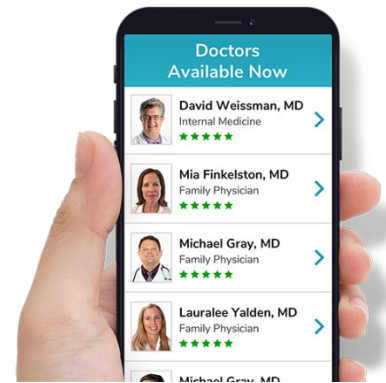 Doctors
Available Now
David Weissman, MD
Internal Medicine
Mia Finkelston, MD
Family Physician
Michael Gray, MD
Family Physician
Lauralee Yalden, MD
Family Physician
Michael Gray, MD